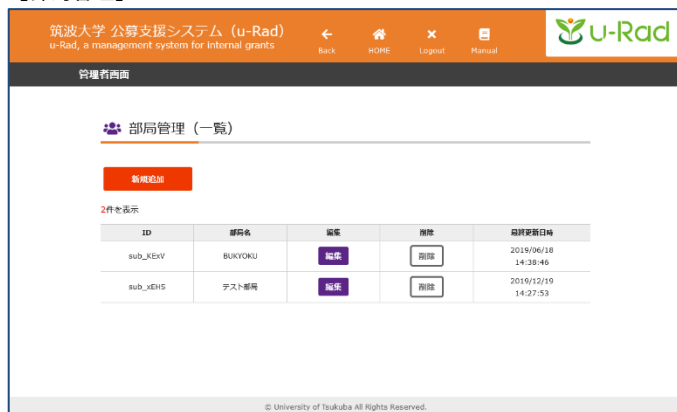 筑波大学 公募支援システム（u-Rad）
u-Rad, a management system for internal grants
Back HOME Logout Manual
u-Rad
管理者画面
部局管理（一覧）
新規追加
2件を表示
ID 部局名 編集 削除 最終更新日時
sub_KExV BUKYOKU 編集 削除 2019/06/18
14:38:46
sub_xEHS テスト部局 編集 削除 2019/12/19
14:27:53
© University of Tsukuba All Rights Reserved.